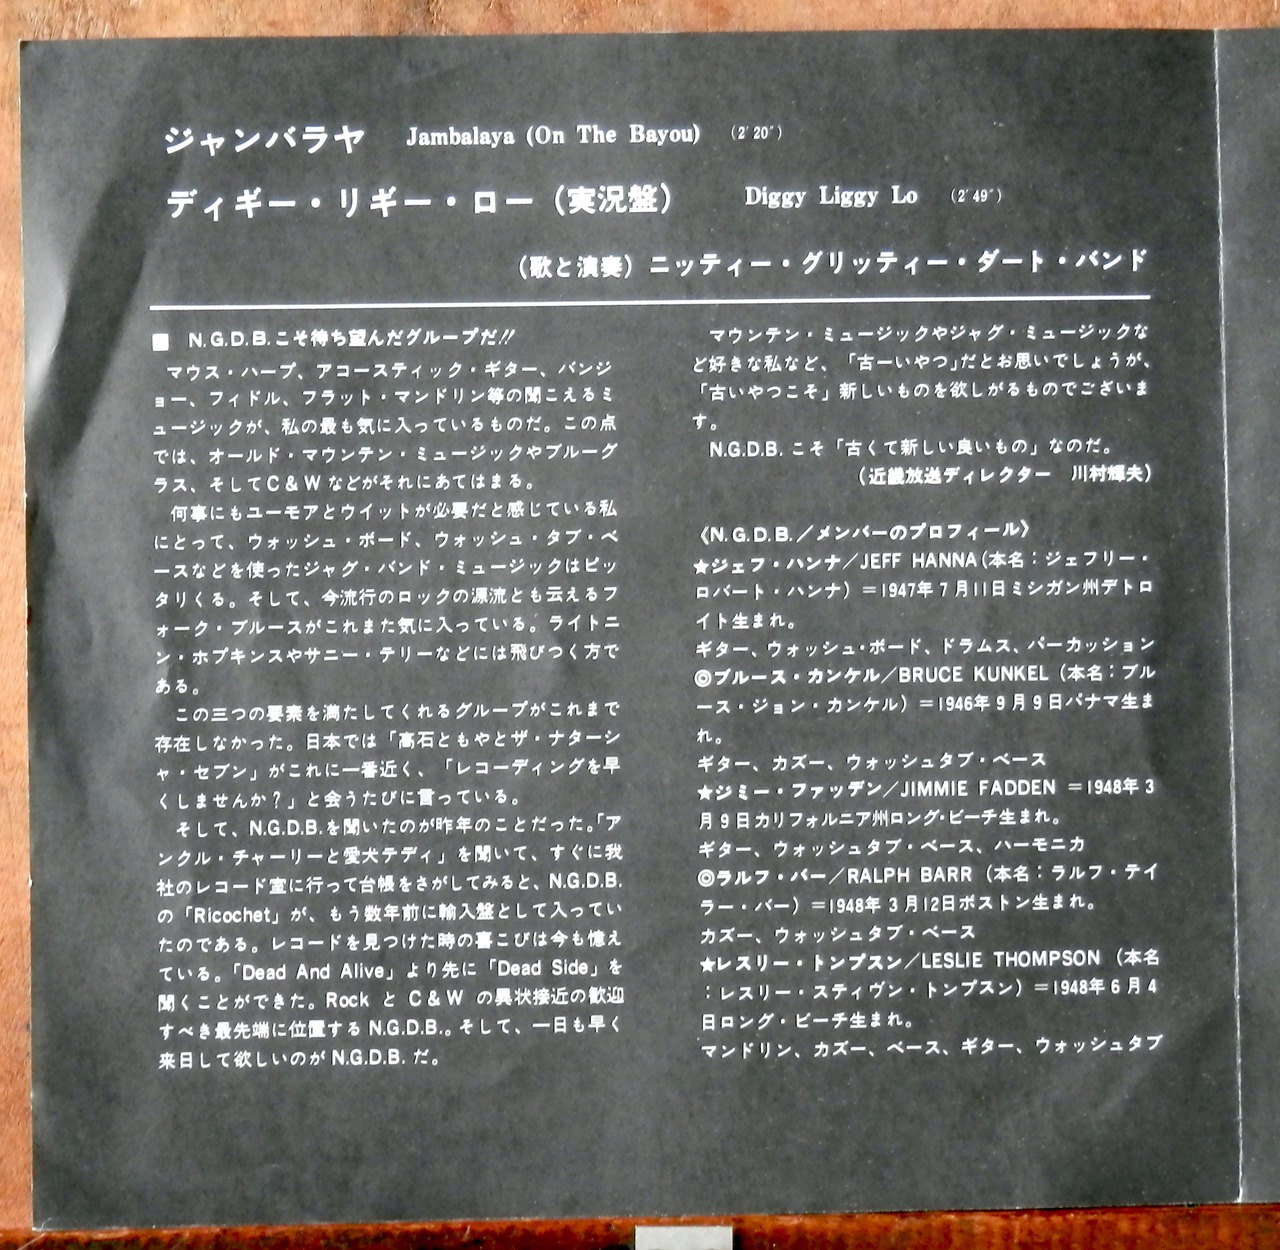 ジャンバラヤ Jambalaya (On The Bayou) (2′20″)
ディギー・リギー・ロー（実況盤） Diggy Liggy Lo (2′49″)
（歌と演奏）ニッティー・グリッティー・ダート・バンド
■ N.G.D.B.こそ待ち望んだグループだ!!
マウス・ハープ、アコースティック・ギター、バンジ
ョー、フィドル、フラット・マンドリン等の聞こえるミ
ュージックが、私の最も気に入っているものだ。この点
では、オールド・マウンテン・ミュージックやブルーグ
ラス、そしてC&Wなどがそれにあてはまる。
何事にもユーモアとウイットが必要だと感じている私
にとって、ウォッシュ・ボード、ウォッシュ・タブ・ベ
ースなどを使ったジャグ・バンド・ミュージックはピッ
タリくる。そして、今流行のロックの源流とも云えるフ
ォーク・ブルースがこれまた気に入っている。ライトニ
ン・ホプキンスやサニー・テリーなどには飛びつく方で
ある。
この三つの要素を満たしてくれるグループがこれまで
存在しなかった。日本では「高石ともやとザ・ナターシ
ャ・セブン」がこれに一番近く、「レコーディングを早
くしませんか？」と会うたびに言っている。
そして、N.G.D.B.を聞いたのが昨年のことだった。「ア
ンクル・チャーリーと愛犬テディ」を聞いて、すぐに我
社のレコード室に行って台帳をさがしてみると、N.G.D.B.
の「Ricochet」が、もう数年前に輸入盤として入ってい
たのである。レコードを見つけた時の喜こびは今も憶え
ている。「Dead And Alive」より先に「Dead Side」を
聞くことができた。Rock と C&W の異状接近の歓迎
すべき最先端に位置する N.G.D.B.。そして、一日も早く
来日して欲しいのが N.G.D.B. だ。
マウンテン・ミュージックやジャグ・ミュージックな
ど好きな私など、「古ーいやつ」だとお思いでしょうが、
「古いやつこそ」新しいものを欲しがるものでございま
す。
N.G.D.B. こそ「古くて新しい良いもの」なのだ。
（近畿放送ディレクター 川村輝夫）
〈N.G.D.B.／メンバーのプロフィール〉
★ジェフ・ハンナ／JEFF HANNA（本名：ジェフリー・
ロバート・ハンナ）＝1947年7月11日ミシガン州デトロ
イト生まれ。
ギター、ウォッシュ・ボード、ドラムス、パーカッション
◎ブルース・カンケル／BRUCE KUNKEL（本名：ブル
ース・ジョン・カンケル）＝1946年9月9日パナマ生ま
れ。
ギター、カズー、ウォッシュタブ・ベース
★ジミー・ファッデン／JIMMIE FADDEN ＝1948年3
月9日カリフォルニア州ロング・ビーチ生まれ。
ギター、ウォッシュタブ・ベース、ハーモニカ
◎ラルフ・バー／RALPH BARR（本名：ラルフ・テイ
ラー・バー）＝1948年3月12日ボストン生まれ。
カズー、ウォッシュタブ・ベース
★レスリー・トンプスン／LESLIE THOMPSON（本名
：レスリー・スティヴン・トンプスン）＝1948年6月4
日ロング・ビーチ生まれ。
マンドリン、カズー、ベース、ギター、ウォッシュタブ